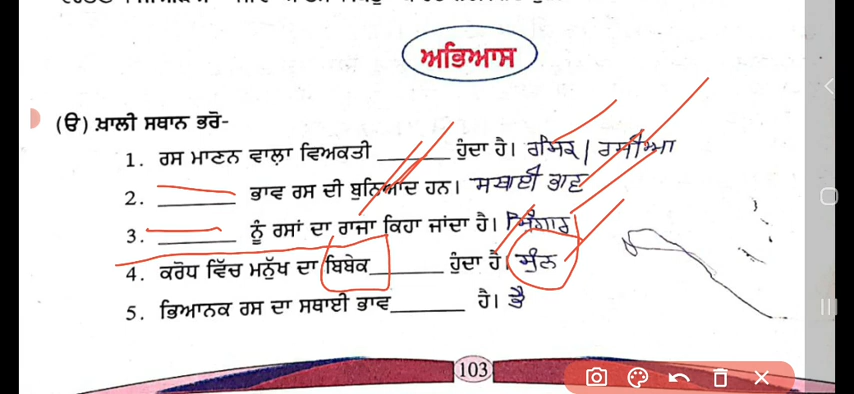 ਅਭਿਆਸ
(ੳ) ਖ਼ਾਲੀ ਸਥਾਨ ਭਰੋ-
1. ਰਸ ਮਾਣਨ ਵਾਲਾ ਵਿਅਕਤੀ ______ ਹੁੰਦਾ ਹੈ। ਰਸਿਕ / ਰਸੀਆ
2. ______ ਭਾਵ ਰਸ ਦੀ ਬੁਨਿਆਦ ਹਨ। ਸਥਾਈ ਭਾਵ
3. ______ ਨੂੰ ਰਸਾਂ ਦਾ ਰਾਜਾ ਕਿਹਾ ਜਾਂਦਾ ਹੈ। ਸ਼ਿੰਗਾਰ
4. ਕਰੋਧ ਵਿੱਚ ਮਨੁੱਖ ਦਾ ਬਿਬੇਕ ______ ਹੁੰਦਾ ਹੈ। ਸੁੰਨ
5. ਭਿਆਨਕ ਰਸ ਦਾ ਸਥਾਈ ਭਾਵ ______ ਹੈ। ਭੈ
103